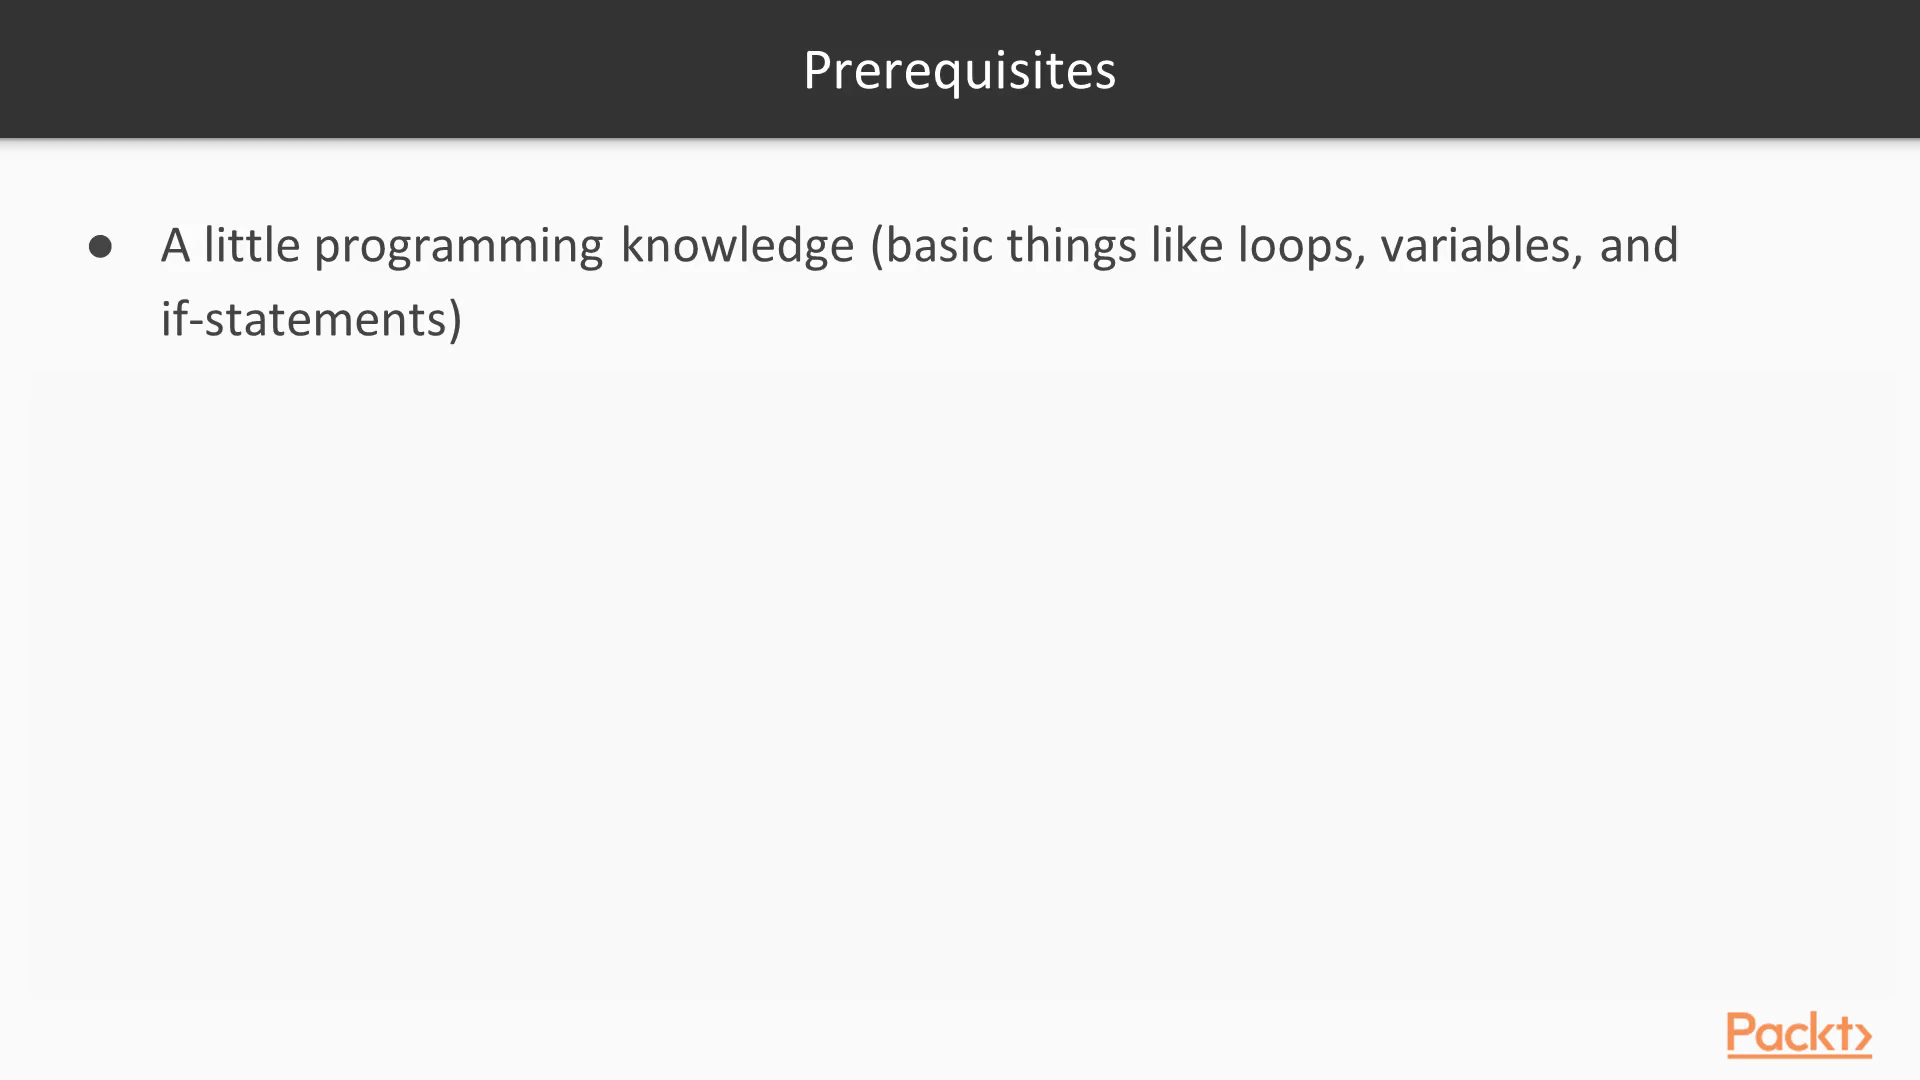 Prerequisites
● A little programming knowledge (basic things like loops, variables, and
if-statements)
Packt>